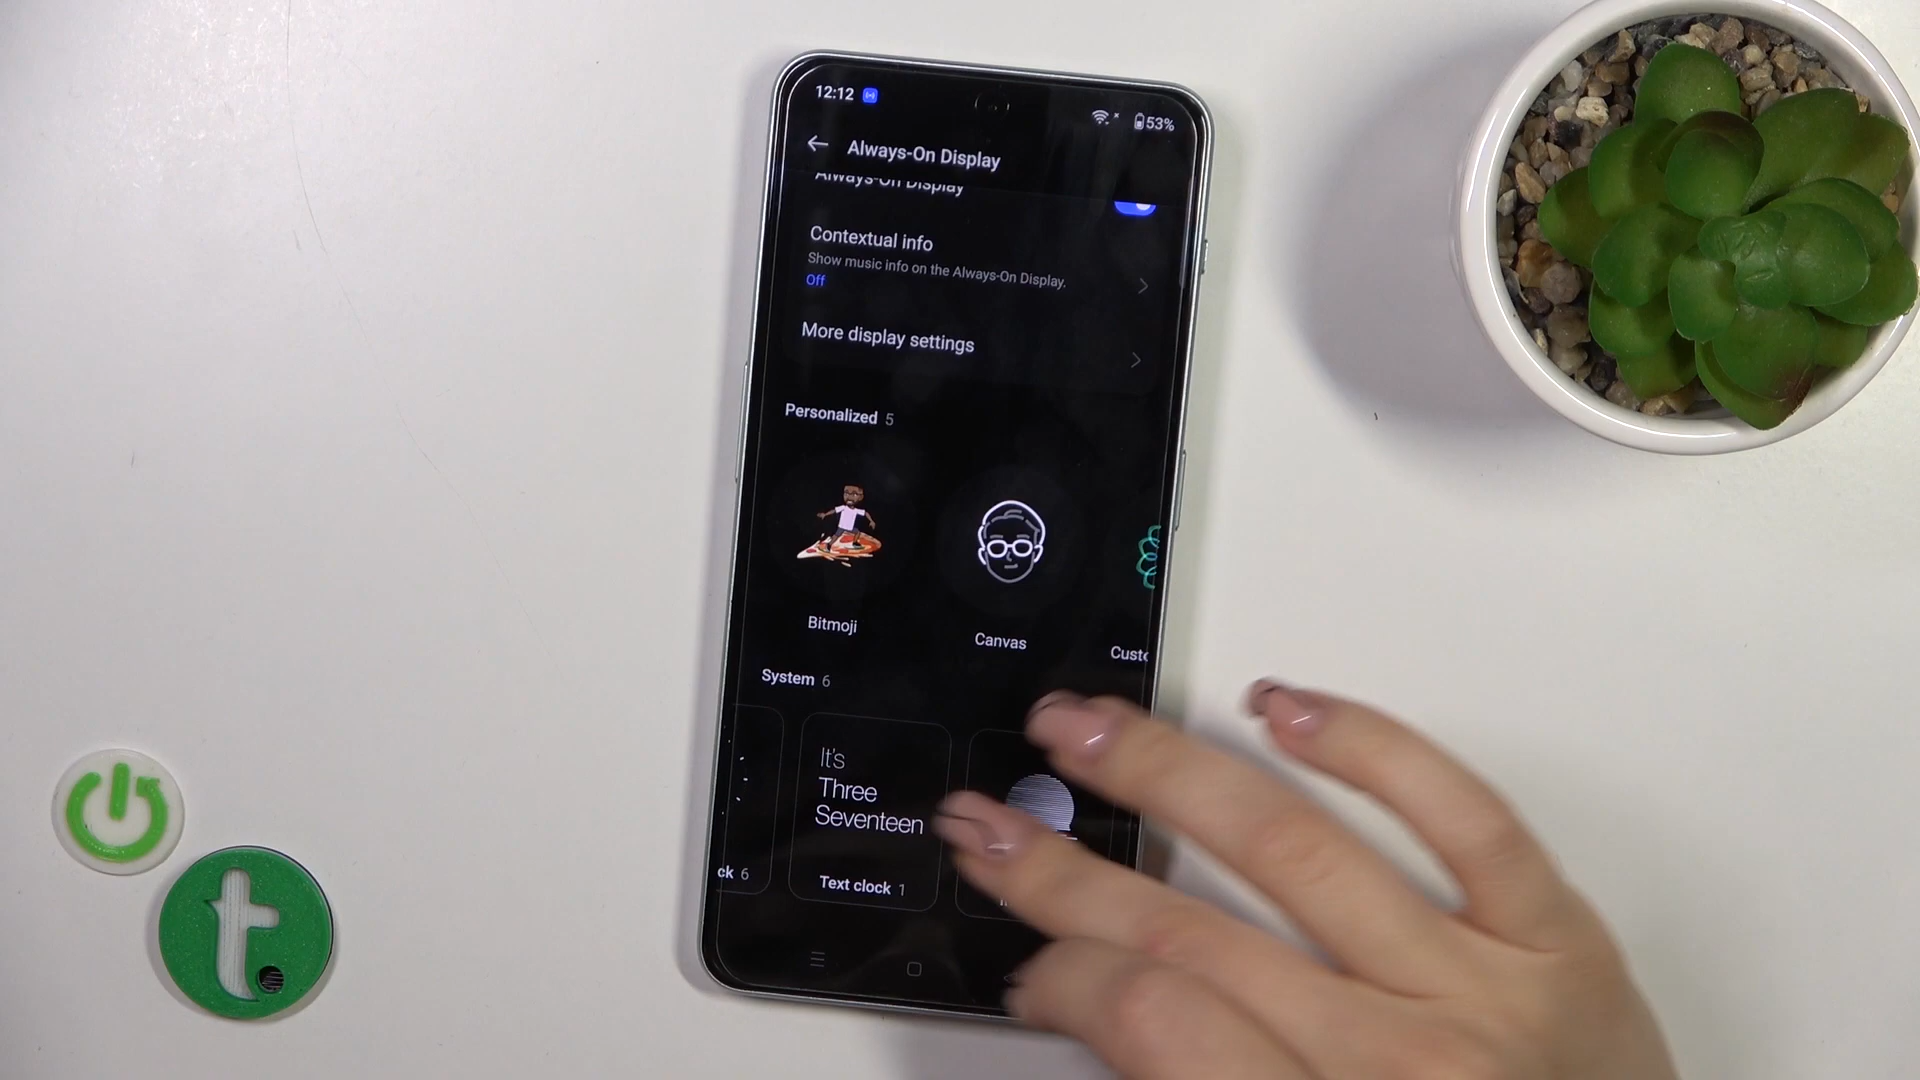 12:12
53%
Always-On Display
Always-On Display
Contextual info
Show music info on the Always-On Display.
Off
More display settings
Personalized 5
Bitmoji
Canvas
Custo
System 6
It's
Three
Seventeen
ck 6
Text clock 1
t.